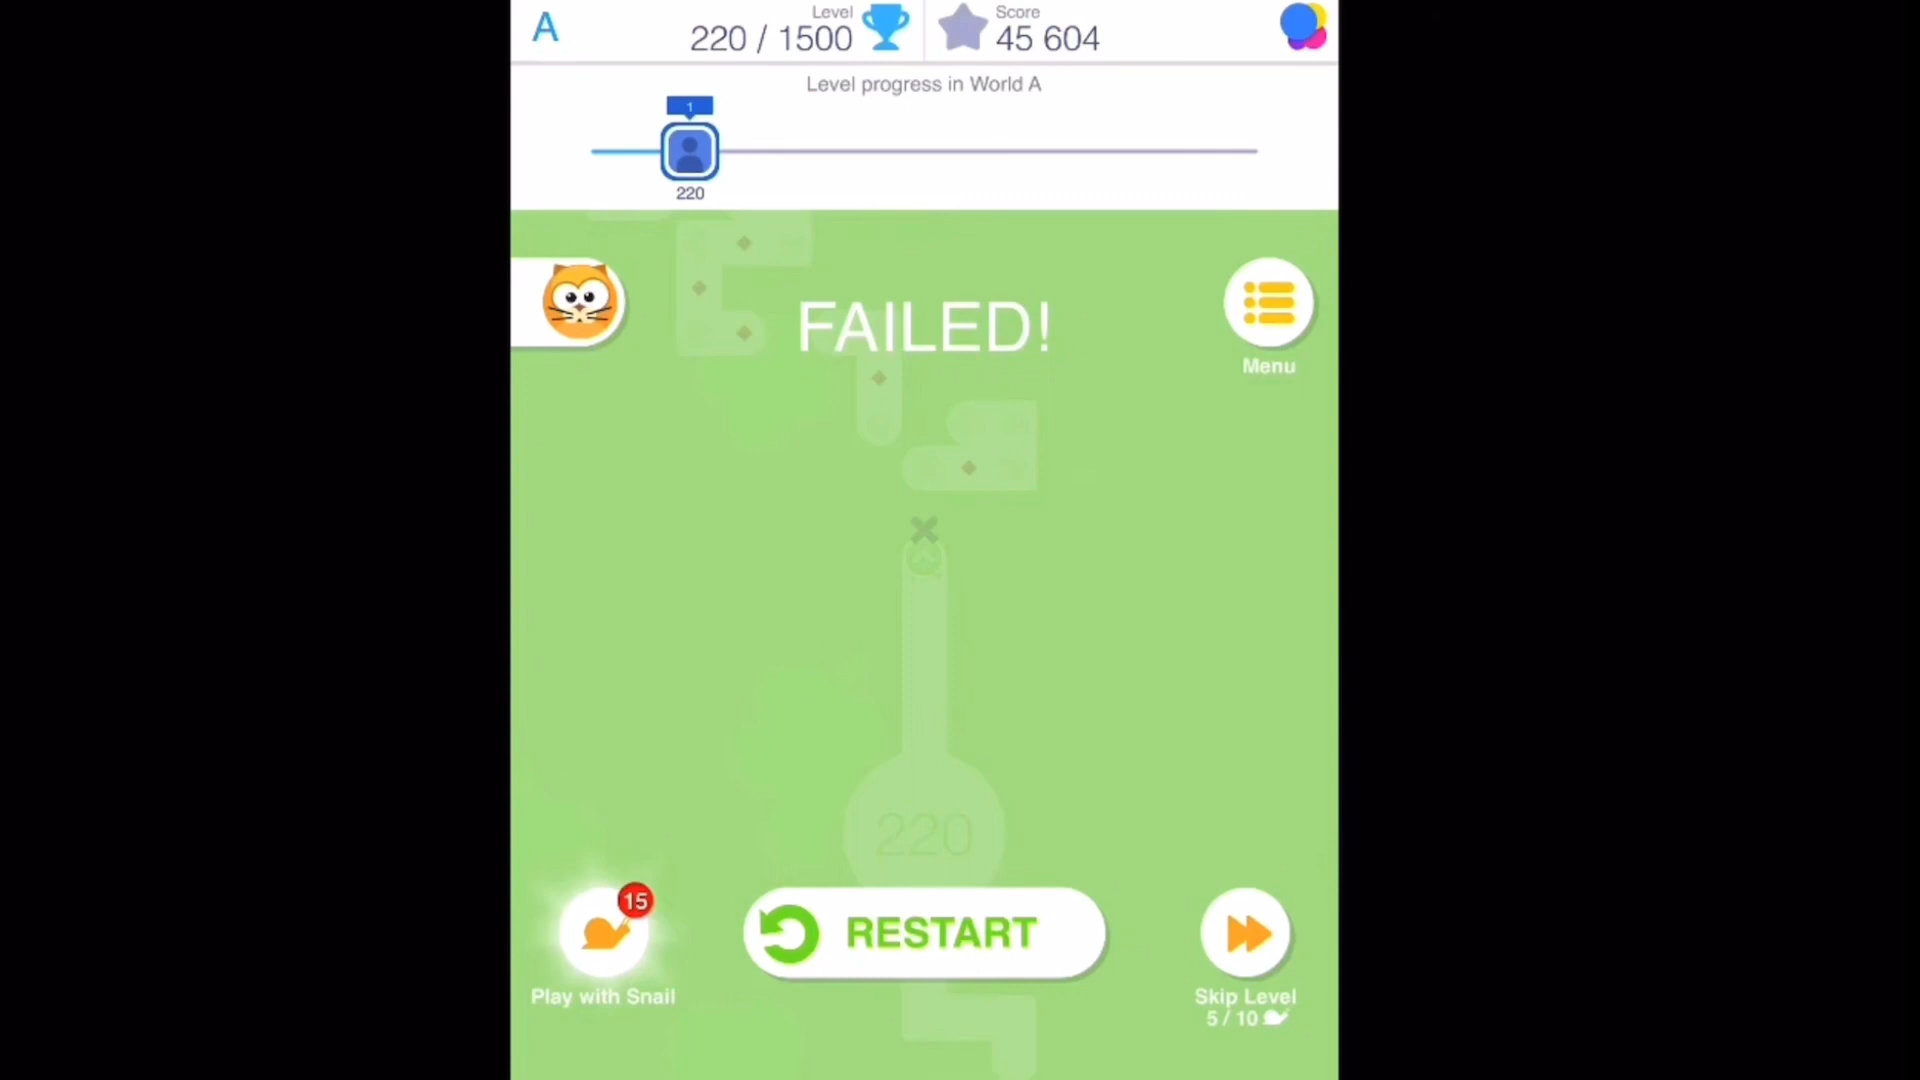 A
Level
220 / 1500
Score
45 604
Level progress in World A
1
220
FAILED!
Menu
220
15
RESTART
Play with Snail
Skip Level
5 / 10